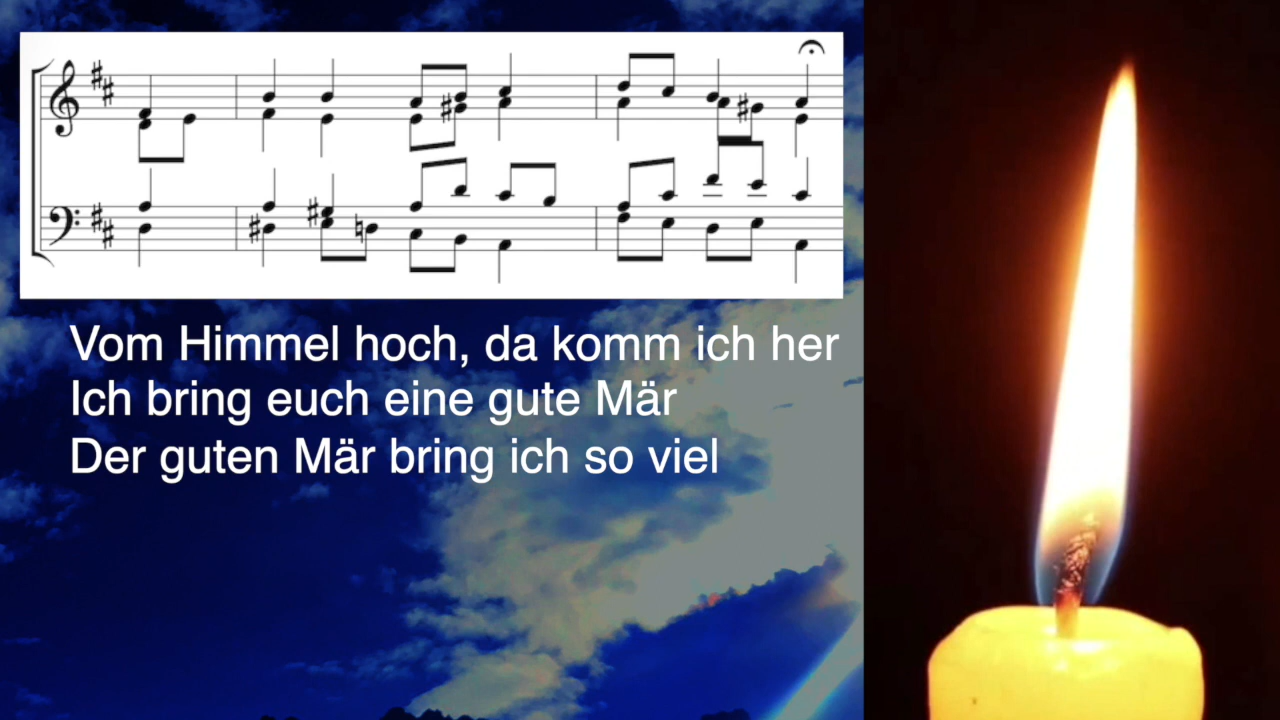 Vom Himmel hoch, da komm ich her
Ich bring euch eine gute Mär
Der guten Mär bring ich so viel